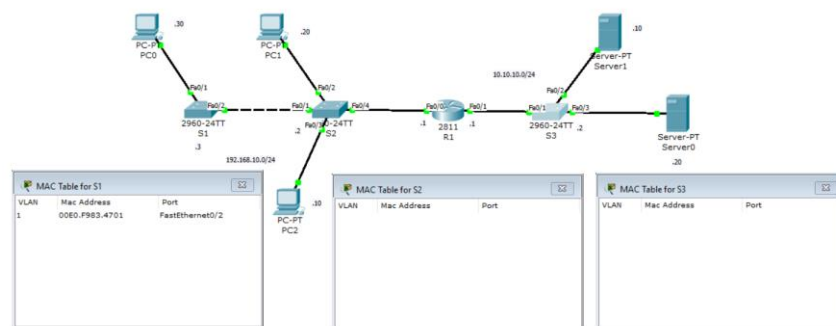 .30
PC-PT
PC0
.20
PC-PT
PC1
.10
Server-PT
Server1
10.10.10.0/24
Fa0/1
Fa0/2
2960-24TT
S1
.3
Fa0/2
Fa0/1
Fa0/4
-24TT
S2
.2
Fa0/0
Fa0/1
.1
.1
2811
R1
Fa0/2
Fa0/1
Fa0/3
2960-24TT
S3
.2
Server-PT
Server0
.20
192.168.10.0/24
PC-PT
PC2
.10
MAC Table for S1
VLAN Mac Address Port
1 00E0.F983.4701 FastEthernet0/2
MAC Table for S2
VLAN Mac Address Port
MAC Table for S3
VLAN Mac Address Port